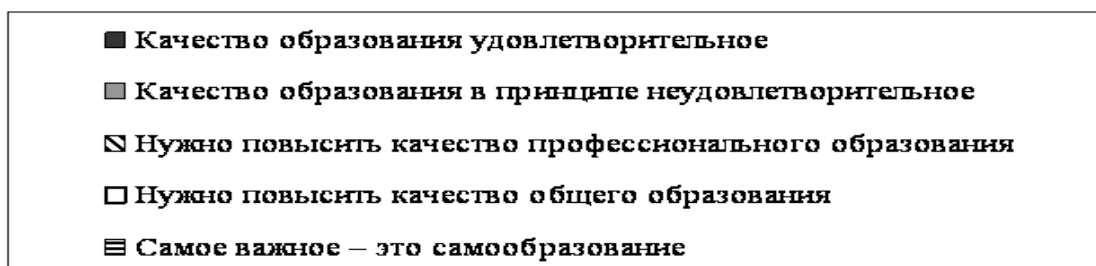 Качество образования удовлетворительное
Качество образования в принципе неудовлетворительное
Нужно повысить качество профессионального образования
Нужно повысить качество общего образования
Самое важное – это самообразование